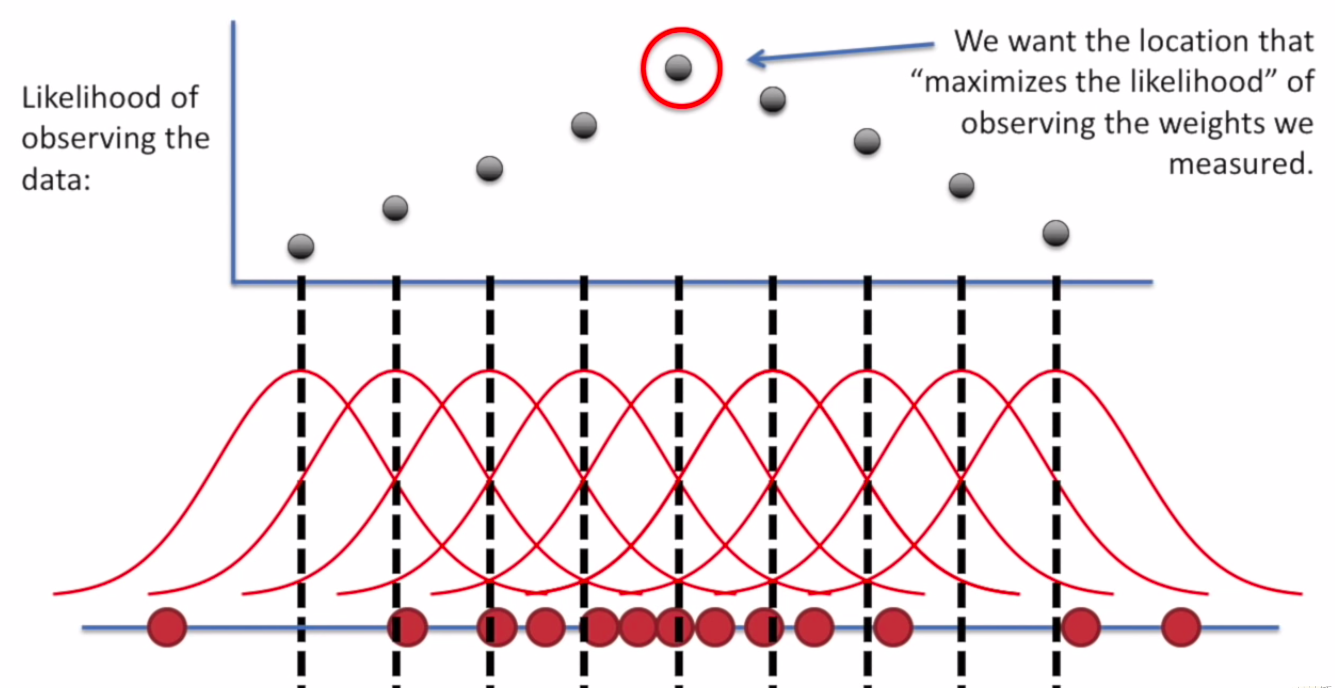 Likelihood of
observing the
data:
We want the location that
“maximizes the likelihood” of
observing the weights we
measured.